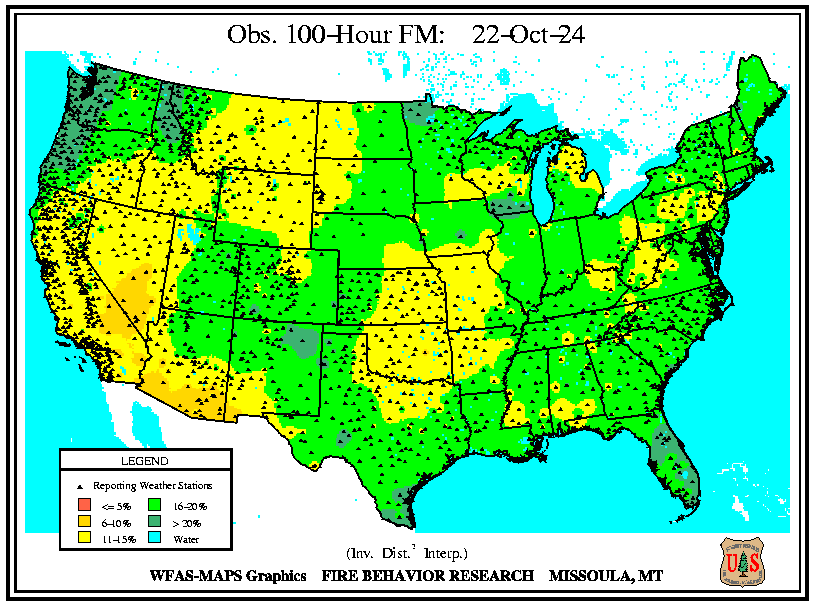 Obs. 100-Hour FM: 22-Oct-24
LEGEND
Reporting Weather Stations
<= 5%
16-20%
6-10%
> 20%
11-15%
Water
(Inv. Dist.² Interp.)
WFAS-MAPS Graphics FIRE BEHAVIOR RESEARCH MISSOULA, MT
U S